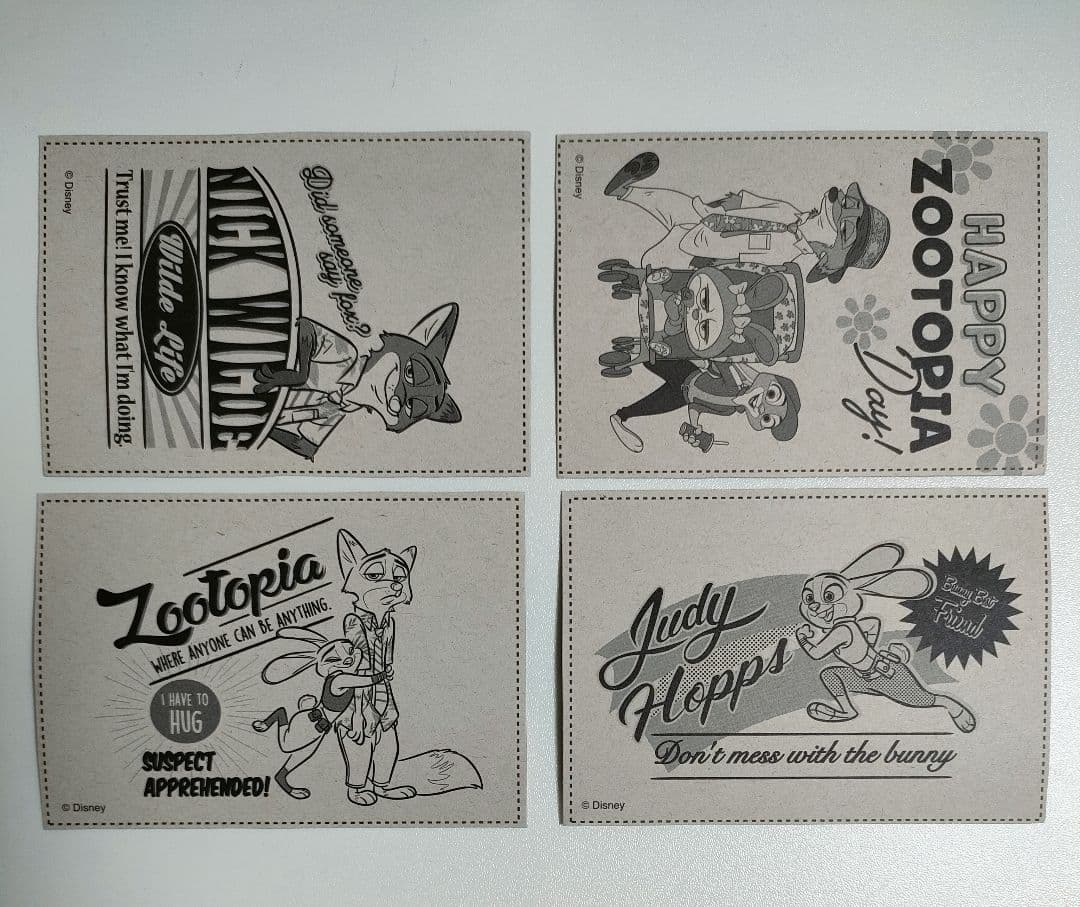 Did someone
say fox?
NICK WILDE
Wilde Life
Trust me! I know what I'm doing.
© Disney
HAPPY
ZOOTOPIA
Day!
© Disney
Zootopia
WHERE ANYONE CAN BE ANYTHING.
I HAVE TO
HUG
SUSPECT
APPREHENDED!
© Disney
Judy
Hopps
Bunny
Don't mess with the bunny
© Disney